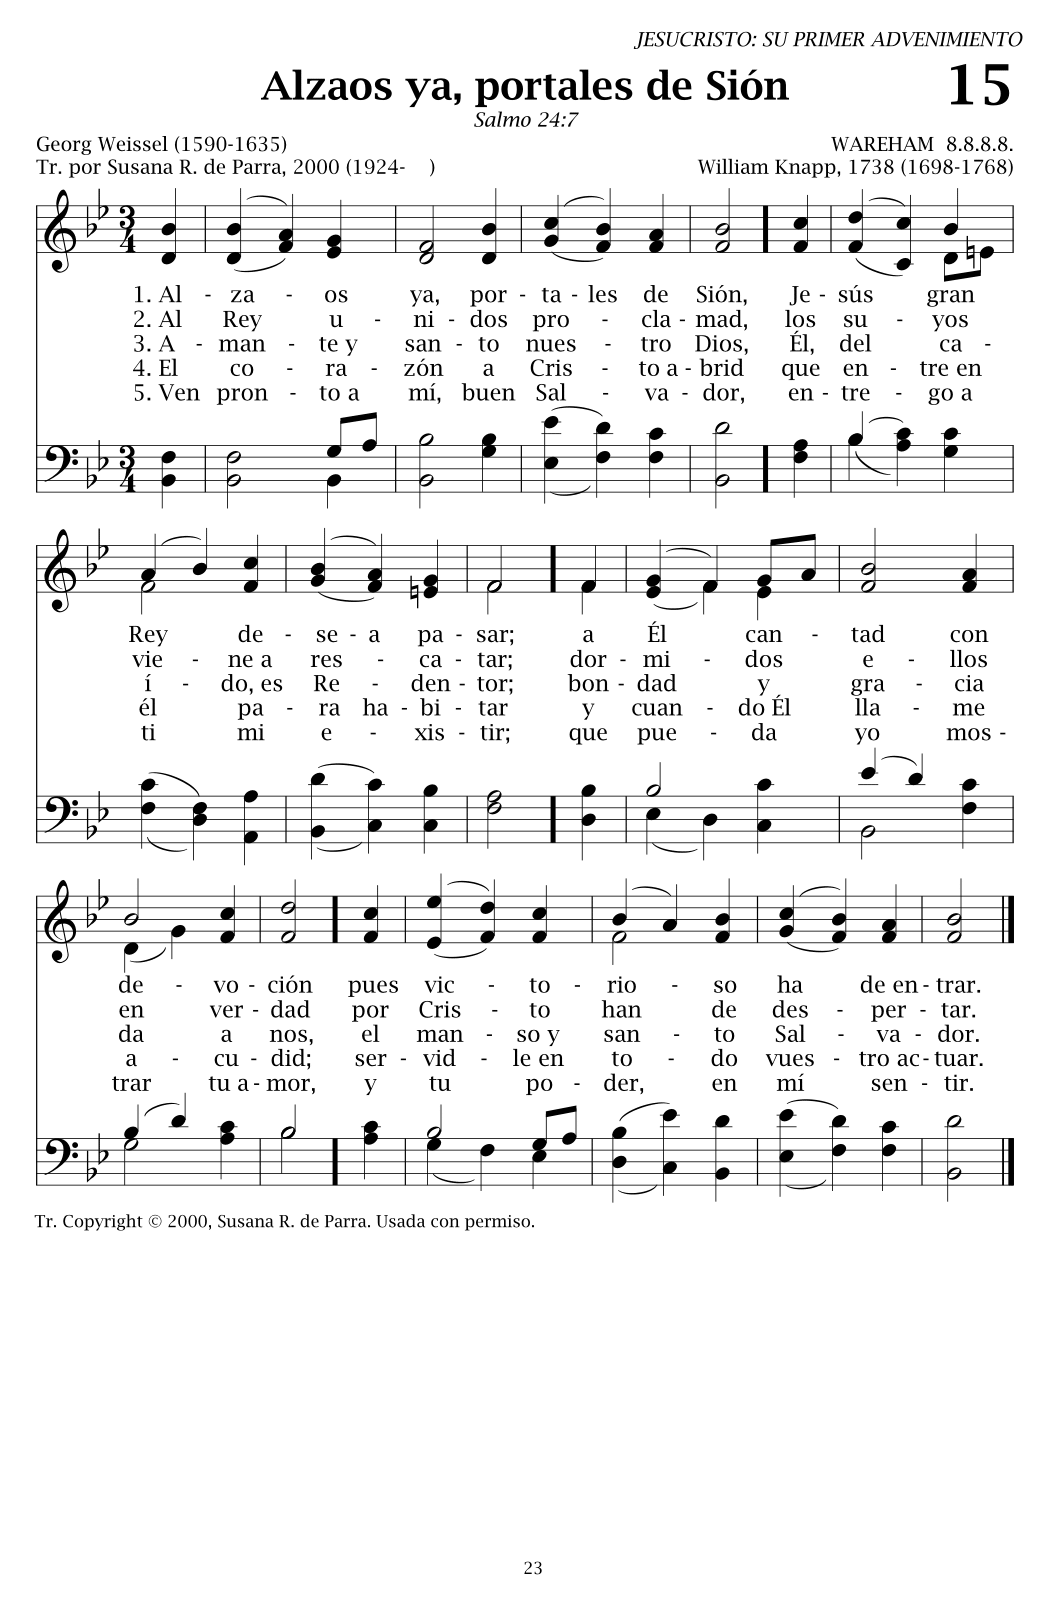 JESUCRISTO: SU PRIMER ADVENIMIENTO
Alzaos ya, portales de Sión
15
Salmo 24:7
Georg Weissel (1590-1635)
WAREHAM 8.8.8.8.
Tr. por Susana R. de Parra, 2000 (1924- )
William Knapp, 1738 (1698-1768)
3 4
1. Al - za - os ya, por - ta - les de Sión, Je - sús gran
2. Al Rey u - ni - dos pro - cla - mad, los su - yos
3. A - man - te y san - to nues - tro Dios, Él, del ca -
4. El co - ra - zón a Cris - to a - brid que en - tre en
5. Ven pron - to a mí, buen Sal - va - dor, en - tre - go a
3 4
Rey de - se - a pa - sar; a Él can - tad con
vie - ne a res - ca - tar; dor - mi - dos e - llos
í - do, es Re - den - tor; bon - dad y gra - cia
él pa - ra ha - bi - tar y cuan - do Él lla - me
ti mi e - xis - tir; que pue - da yo mos -
de - vo - ción pues vic - to - rio - so ha de en - trar.
en ver - dad por Cris - to han de des - per - tar.
da a nos, el man - so y san - to Sal - va - dor.
a - cu - did; ser - vid - le en to - do vues - tro ac - tuar.
trar tu a - mor, y tu po - der, en mí sen - tir.
Tr. Copyright © 2000, Susana R. de Parra. Usada con permiso.
23